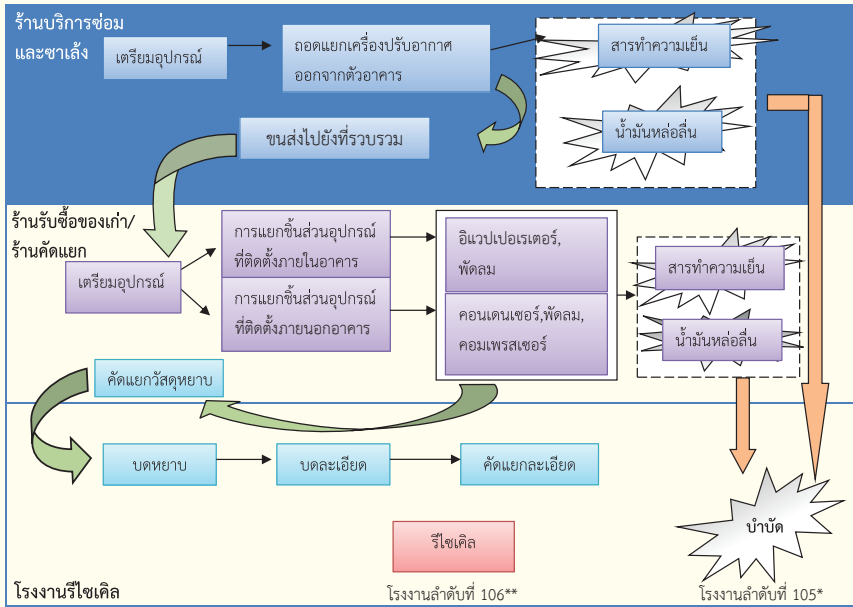 ร้านบริการซ่อม
และซาเล้ง
เตรียมอุปกรณ์
ถอดแยกเครื่องปรับอากาศ
ออกจากตัวอาคาร
สารทำความเย็น
น้ำมันหล่อลื่น
ขนส่งไปยังที่รวบรวม
ร้านรับซื้อของเก่า/
ร้านคัดแยก
เตรียมอุปกรณ์
การแยกชิ้นส่วนอุปกรณ์
ที่ติดตั้งภายในอาคาร
การแยกชิ้นส่วนอุปกรณ์
ที่ติดตั้งภายนอกอาคาร
อิแวปเปอเรเตอร์,
พัดลม
คอนเดนเซอร์,พัดลม,
คอมเพรสเซอร์
สารทำความเย็น
น้ำมันหล่อลื่น
คัดแยกวัสดุหยาบ
บดหยาบ
บดละเอียด
คัดแยกละเอียด
บำบัด
รีไซเคิล
โรงงานรีไซเคิล
โรงงานลำดับที่ 106**
โรงงานลำดับที่ 105*